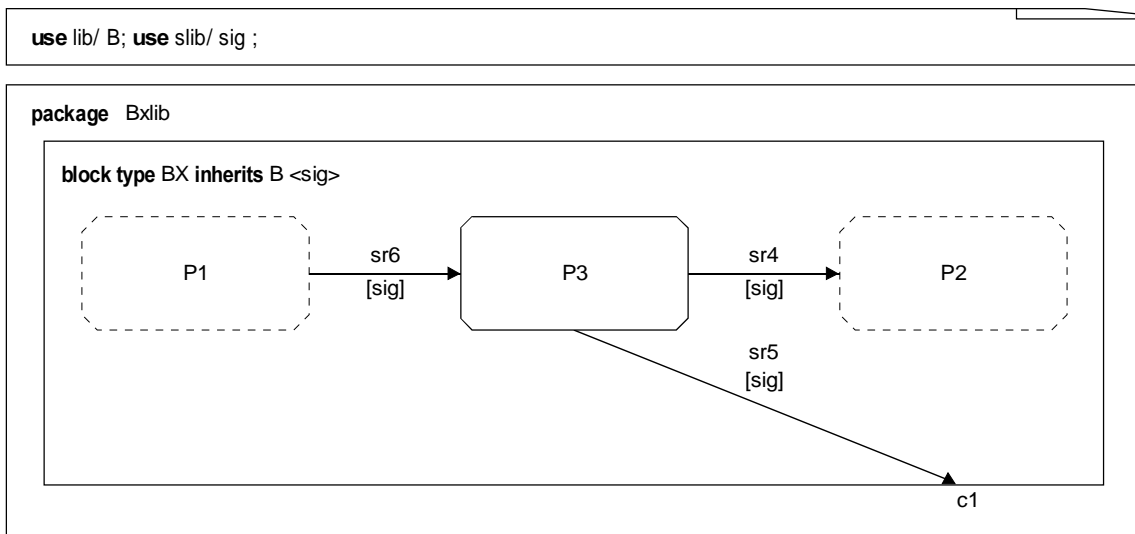 use lib/ B; use slib/ sig ;
package Bxlib
block type BX inherits B <sig>
P1
sr6
[sig]
P3
sr4
[sig]
P2
sr5
[sig]
c1